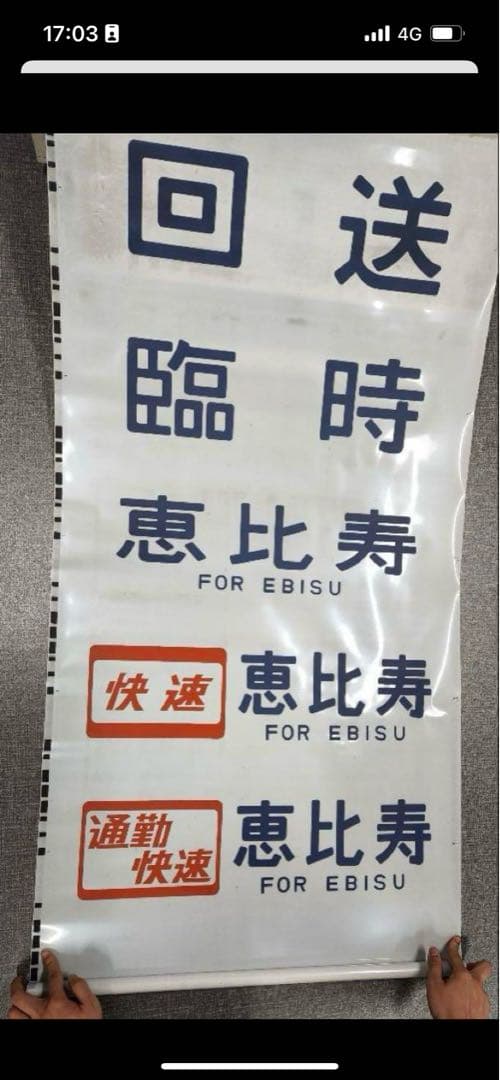 17:03 4G
回送
臨時
恵比寿
FOR EBISU
快速 恵比寿
FOR EBISU
通勤快速 恵比寿
FOR EBISU